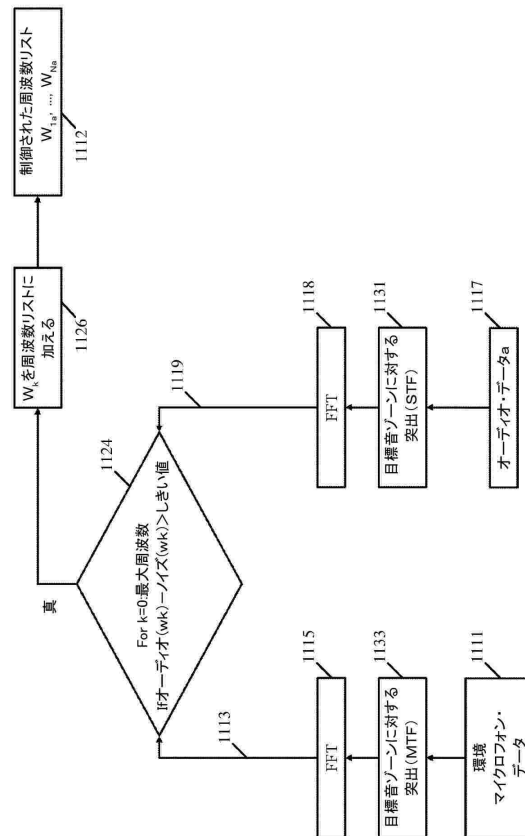 環境
マイクロフォン・
データ
1111
目標音ゾーンに対する
突出(MTF)
1133
FFT
1115
1113
オーディオ・データa
1117
目標音ゾーンに対する
突出(STF)
1131
FFT
1118
1119
For k=0:最大周波数
Ifオーディオ(wk)−ノイズ(wk)>しきい値
1124
真
Wkを周波数リストに
加える
1126
制御された周波数リスト
W1a, ..., WNa
1112